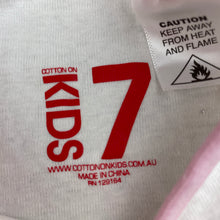 COTTON ON
KIDS
7
WWW.COTTONONKIDS.COM.AU
MADE IN CHINA
RN 129164
CAUTION
KEEP AWAY
FROM HEAT
AND FLAME